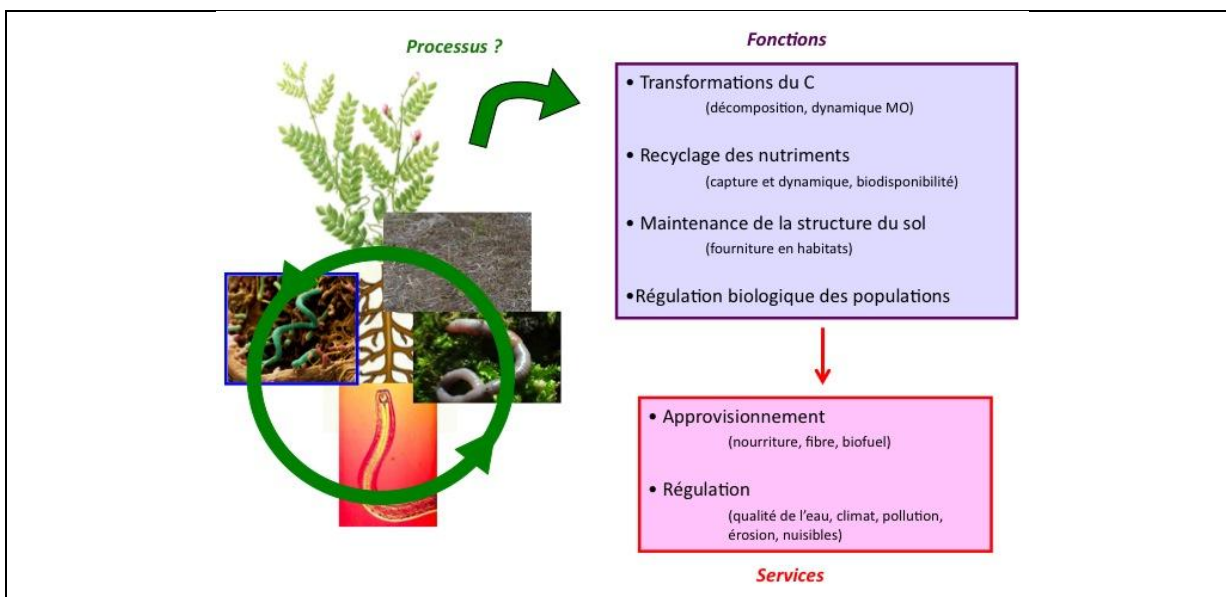 Processus ?
Fonctions
• Transformations du C
(décomposition, dynamique MO)
• Recyclage des nutriments
(capture et dynamique, biodisponibilité)
• Maintenance de la structure du sol
(fourniture en habitats)
•Régulation biologique des populations
• Approvisionnement
(nourriture, fibre, biofuel)
• Régulation
(qualité de l'eau, climat, pollution,
érosion, nuisibles)
Services